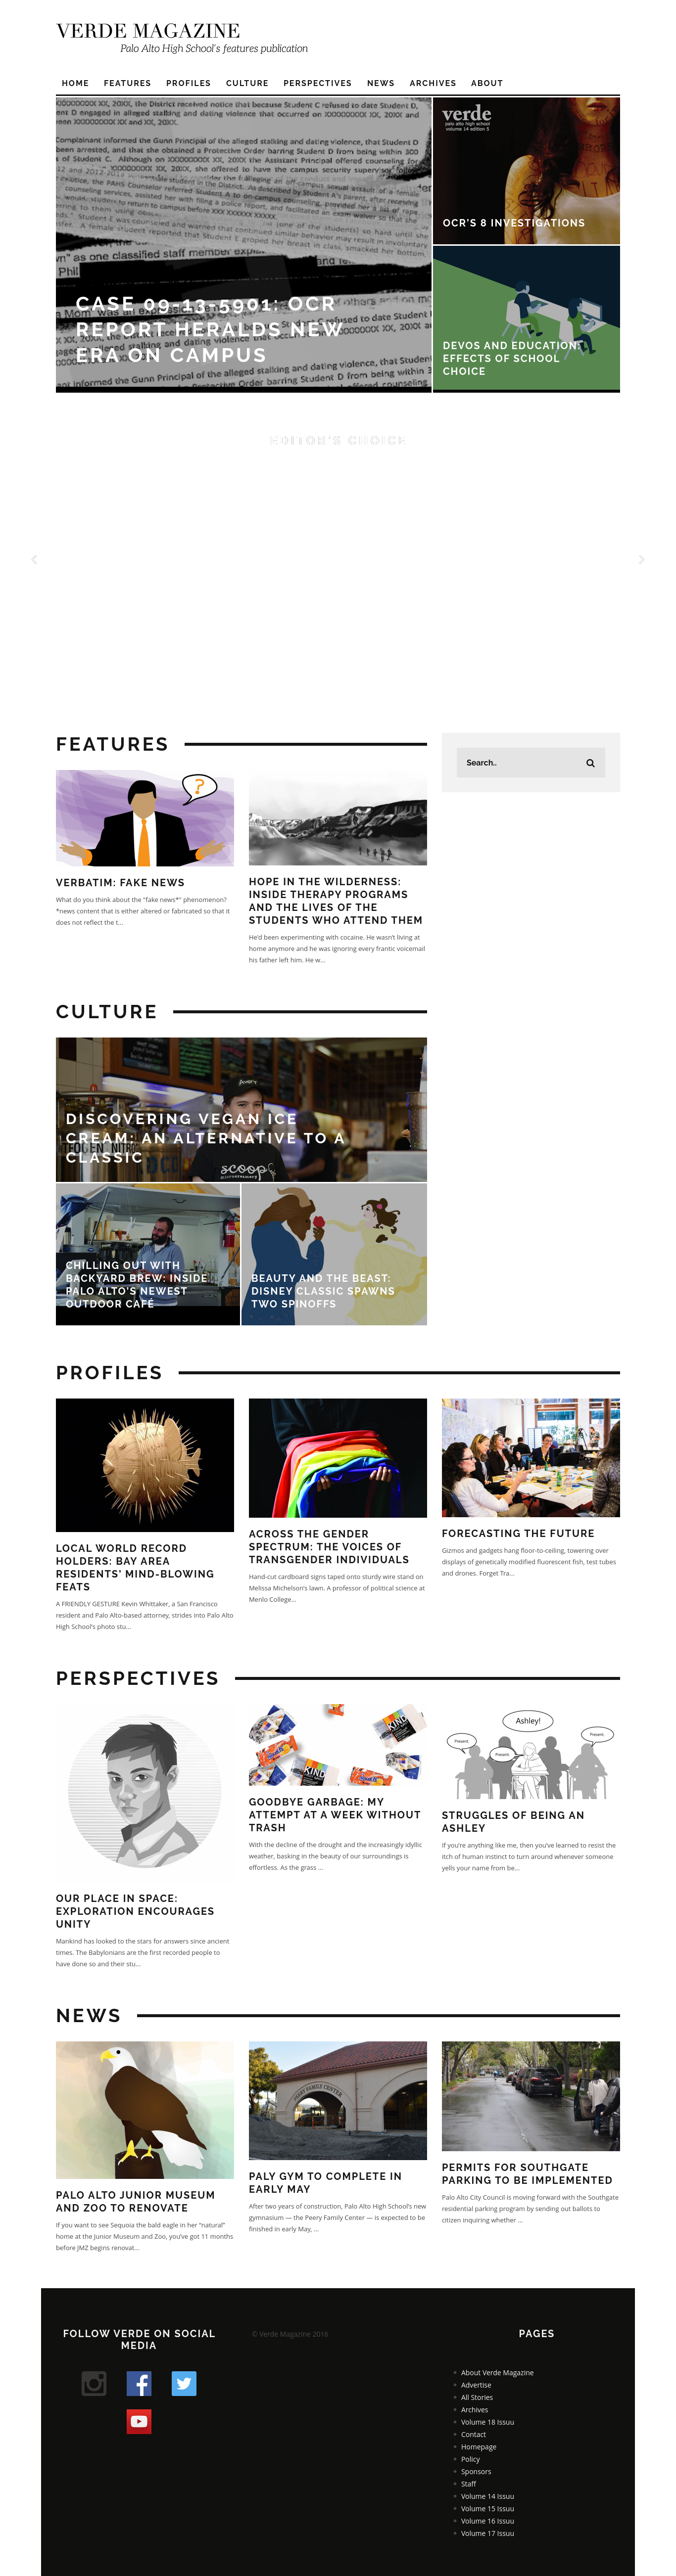 VERDE MAGAZINE
Palo Alto High School's features publication
HOME FEATURES PROFILES CULTURE PERSPECTIVES NEWS ARCHIVES ABOUT
CASE 09-13-5901: OCR
REPORT HERALDS NEW
ERA ON CAMPUS
verde
palo alto high school
volume 14 edition 5
OCR'S 8 INVESTIGATIONS
DEVOS AND EDUCATION:
EFFECTS OF SCHOOL
CHOICE
EDITOR'S CHOICE
FEATURES
Search..
VERBATIM: FAKE NEWS
What do you think about the "fake news*" phenomenon?
*news content that is either altered or fabricated so that it
does not reflect the t...
HOPE IN THE WILDERNESS:
INSIDE THERAPY PROGRAMS
AND THE LIVES OF THE
STUDENTS WHO ATTEND THEM
He'd been experimenting with cocaine. He wasn't living at
home anymore and he was ignoring every frantic voicemail
his father left him. He w...
CULTURE
DISCOVERING VEGAN ICE
CREAM: AN ALTERNATIVE TO A
CLASSIC
scoop
CHILLING OUT WITH
BACKYARD BREW: INSIDE
PALO ALTO'S NEWEST
OUTDOOR CAFÉ
BEAUTY AND THE BEAST:
DISNEY CLASSIC SPAWNS
TWO SPINOFFS
PROFILES
LOCAL WORLD RECORD
HOLDERS: BAY AREA
RESIDENTS' MIND-BLOWING
FEATS
A FRIENDLY GESTURE Kevin Whittaker, a San Francisco
resident and Palo Alto-based attorney, strides into Palo Alto
High School's photo stu...
ACROSS THE GENDER
SPECTRUM: THE VOICES OF
TRANSGENDER INDIVIDUALS
Hand-cut cardboard signs taped onto sturdy wire stand on
Melissa Michelson's lawn. A professor of political science at
Menlo College...
FORECASTING THE FUTURE
Gizmos and gadgets hang floor-to-ceiling, towering over
displays of genetically modified fluorescent fish, test tubes
and drones. Forget Tra...
PERSPECTIVES
OUR PLACE IN SPACE:
EXPLORATION ENCOURAGES
UNITY
Mankind has looked to the stars for answers since ancient
times. The Babylonians are the first recorded people to
have done so and their stu...
KIND
KIND
GOODBYE GARBAGE: MY
ATTEMPT AT A WEEK WITHOUT
TRASH
With the decline of the drought and the increasingly idyllic
weather, basking in the beauty of our surroundings is
effortless. As the grass ...
Ashley!
Present.
Present.
Present.
STRUGGLES OF BEING AN
ASHLEY
If you're anything like me, then you've learned to resist the
itch of human instinct to turn around whenever someone
yells your name from be...
NEWS
PALO ALTO JUNIOR MUSEUM
AND ZOO TO RENOVATE
If you want to see Sequoia the bald eagle in her "natural"
home at the Junior Museum and Zoo, you've got 11 months
before JMZ begins renovat...
PEERY FAMILY CENTER
PALY GYM TO COMPLETE IN
EARLY MAY
After two years of construction, Palo Alto High School's new
gymnasium — the Peery Family Center — is expected to be
finished in early May, ...
PERMITS FOR SOUTHGATE
PARKING TO BE IMPLEMENTED
Palo Alto City Council is moving forward with the Southgate
residential parking program by sending out ballots to
citizen inquiring whether ...
FOLLOW VERDE ON SOCIAL
MEDIA
© Verde Magazine 2016
PAGES
About Verde Magazine
Advertise
All Stories
Archives
Volume 18 Issuu
Contact
Homepage
Policy
Sponsors
Staff
Volume 14 Issuu
Volume 15 Issuu
Volume 16 Issuu
Volume 17 Issuu